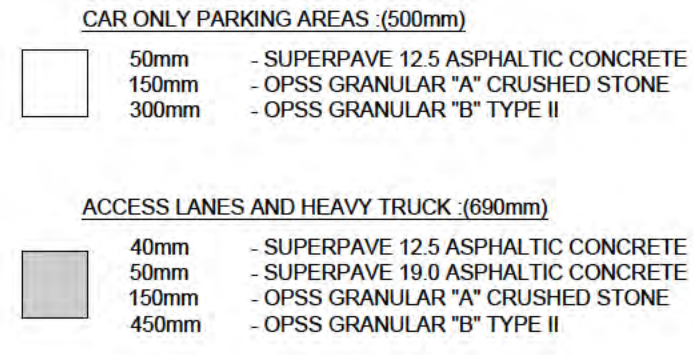 CAR ONLY PARKING AREAS :(500mm)
50mm - SUPERPAVE 12.5 ASPHALTIC CONCRETE
150mm - OPSS GRANULAR "A" CRUSHED STONE
300mm - OPSS GRANULAR "B" TYPE II
ACCESS LANES AND HEAVY TRUCK :(690mm)
40mm - SUPERPAVE 12.5 ASPHALTIC CONCRETE
50mm - SUPERPAVE 19.0 ASPHALTIC CONCRETE
150mm - OPSS GRANULAR "A" CRUSHED STONE
450mm - OPSS GRANULAR "B" TYPE II